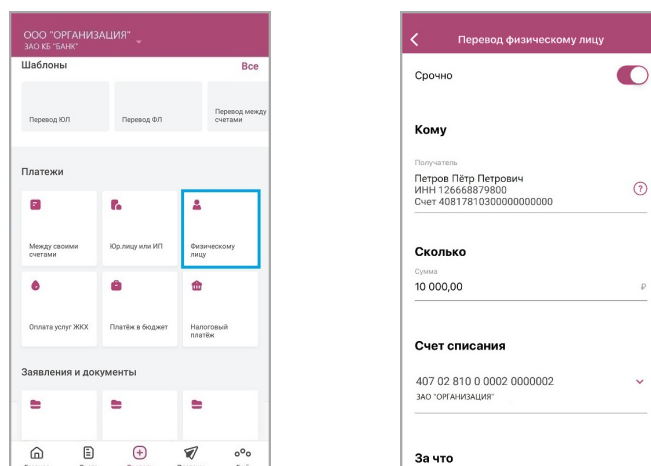 ООО "ОРГАНИЗАЦИЯ"
ЗАО КБ "БАНК"
Шаблоны Все
Перевод ЮЛ
Перевод ФЛ
Перевод между
счетами
Платежи
Между своими
счетами
Юр.лицу или ИП
Физическому
лицу
Оплата услуг ЖКХ
Платёж в бюджет
Налоговый
платёж
Заявления и документы
Перевод физическому лицу
Срочно
Кому
Получатель
Петров Пётр Петрович
ИНН 126668879800
Счет 40817810300000000000
?
Сколько
Сумма
10 000,00 ₽
Счет списания
407 02 810 0 0002 0000002
ЗАО "ОРГАНИЗАЦИЯ"
За что